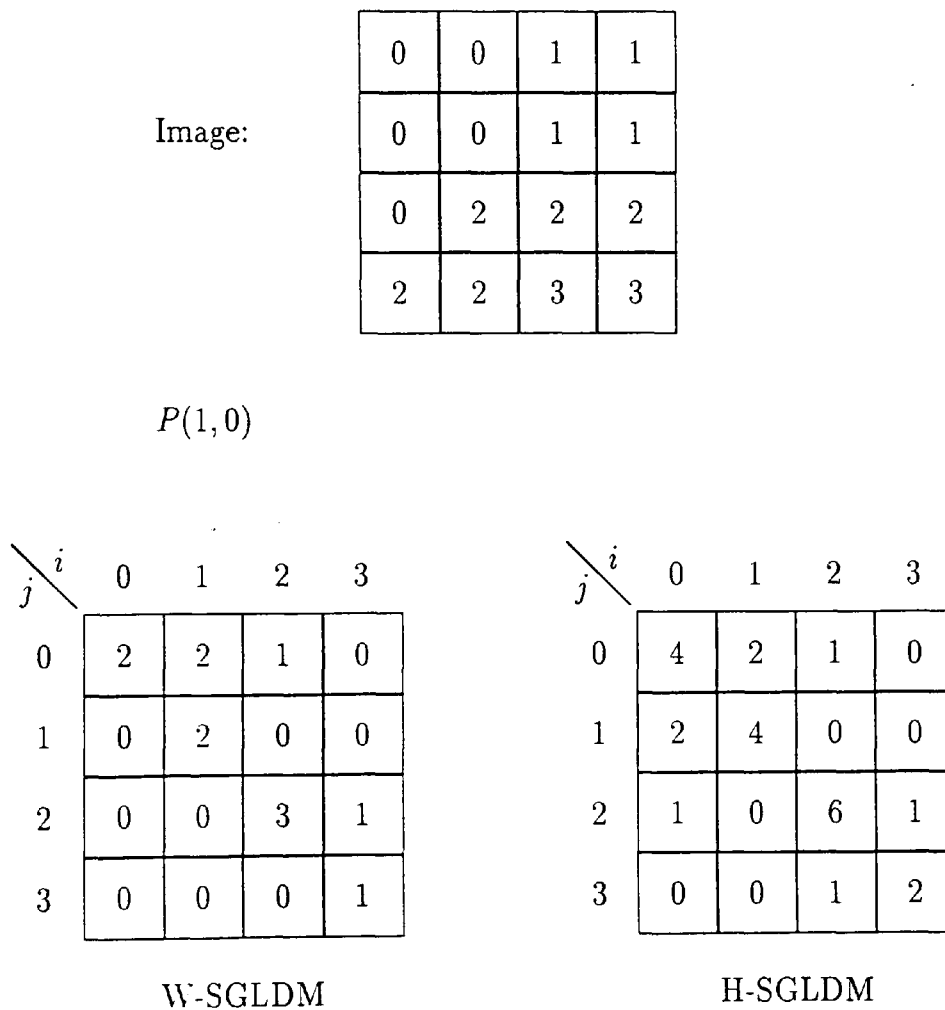 Image:
0 0 1 1
0 0 1 1
0 2 2 2
2 2 3 3
P(1,0)
i
j
0 1 2 3
0 2 2 1 0
1 0 2 0 0
2 0 0 3 1
3 0 0 0 1
W-SGLDM
i
j
0 1 2 3
0 4 2 1 0
1 2 4 0 0
2 1 0 6 1
3 0 0 1 2
H-SGLDM